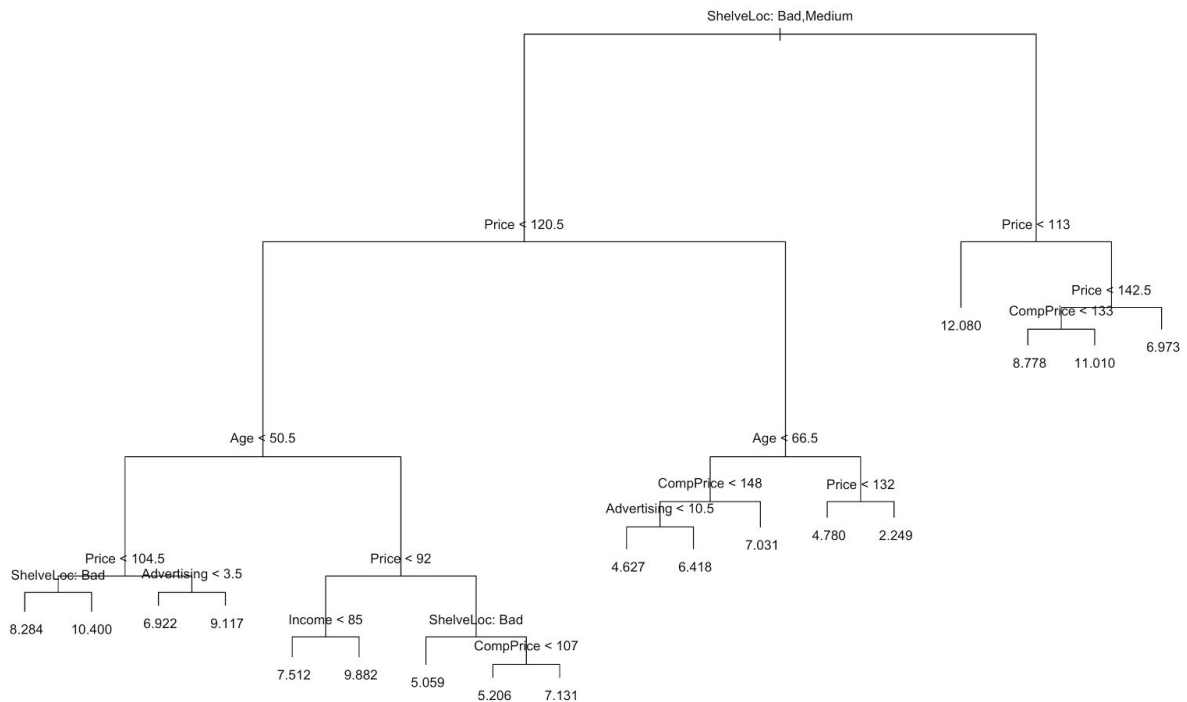 ShelveLoc: Bad,Medium
Price < 120.5
Price < 113
Price < 142.5
CompPrice < 133
12.080
6.973
8.778
11.010
Age < 50.5
Age < 66.5
CompPrice < 148
Price < 132
Advertising < 10.5
4.780
2.249
7.031
4.627
6.418
Price < 104.5
Price < 92
ShelveLoc: Bad
Advertising < 3.5
8.284
10.400
6.922
9.117
Income < 85
ShelveLoc: Bad
CompPrice < 107
7.512
9.882
5.059
5.206
7.131